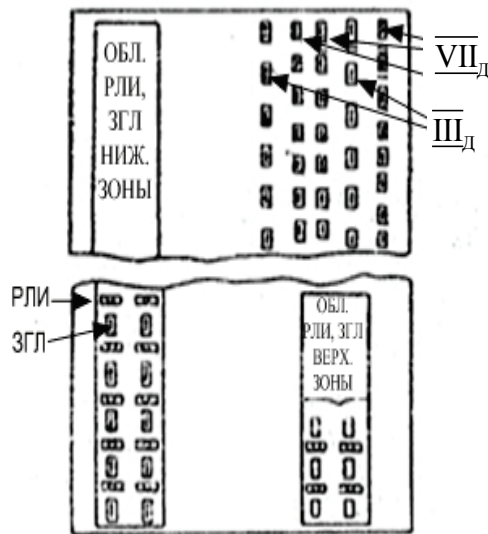 ОБЛ.
РЛИ,
ЗГЛ
НИЖ.
ЗОНЫ
VIIД
IIIД
РЛИ
ЗГЛ
ОБЛ.
РЛИ, ЗГЛ
ВЕРХ.
ЗОНЫ